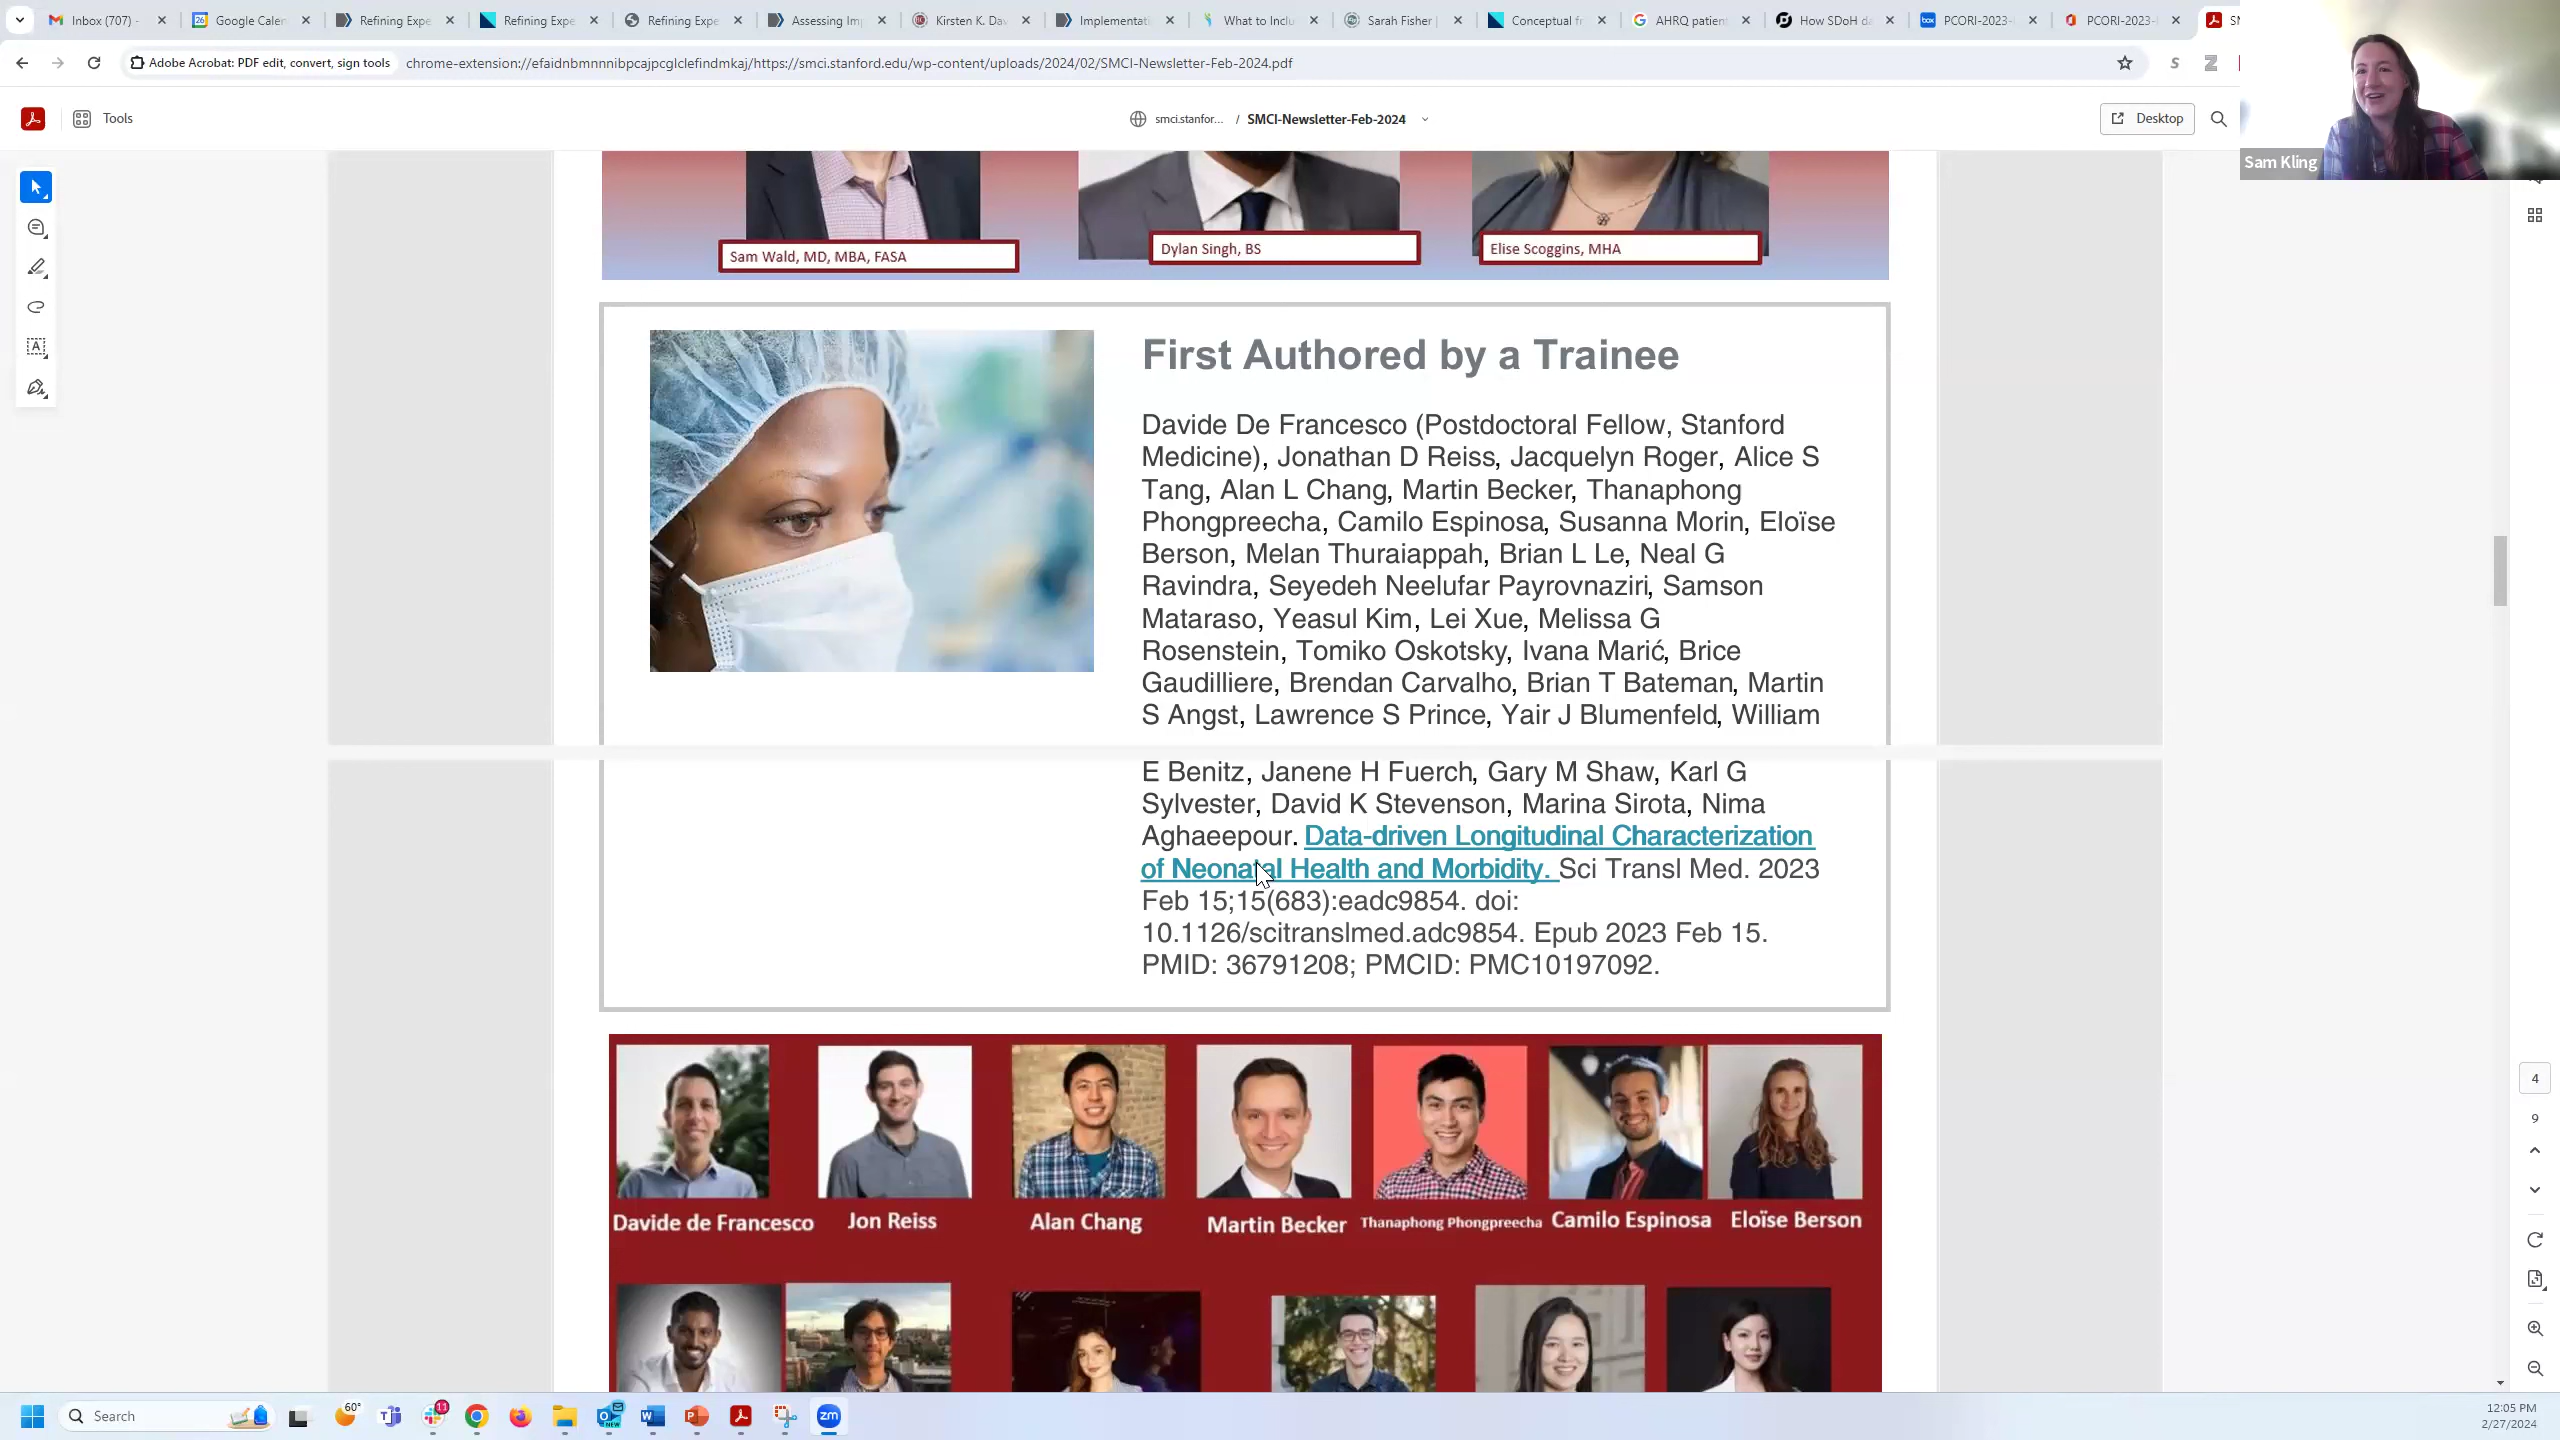 Inbox (707) -
Google Calen
Refining Expe
Refining Expe
Refining Expe
Assessing Im
Kirsten K. Da
Implementat
What to Inclu
Sarah Fisher |
Conceptual f
AHRQ patien
How SDoH d
PCORI-2023-
PCORI-2023-
SM
Adobe Acrobat: PDF edit, convert, sign tools
chrome-extension://efaidnbmnnnibpcajpcglclefindmkaj/https://smci.stanford.edu/wp-content/uploads/2024/02/SMCI-Newsletter-Feb-2024.pdf
Tools
smci.stanfor... / SMCI-Newsletter-Feb-2024
Desktop
Sam Kling
Sam Wald, MD, MBA, FASA
Dylan Singh, BS
Elise Scoggins, MHA
First Authored by a Trainee
Davide De Francesco (Postdoctoral Fellow, Stanford
Medicine), Jonathan D Reiss, Jacquelyn Roger, Alice S
Tang, Alan L Chang, Martin Becker, Thanaphong
Phongpreecha, Camilo Espinosa, Susanna Morin, Eloïse
Berson, Melan Thuraiappah, Brian L Le, Neal G
Ravindra, Seyedeh Neelufar Payrovnaziri, Samson
Mataraso, Yeasul Kim, Lei Xue, Melissa G
Rosenstein, Tomiko Oskotsky, Ivana Marić, Brice
Gaudilliere, Brendan Carvalho, Brian T Bateman, Martin
S Angst, Lawrence S Prince, Yair J Blumenfeld, William
E Benitz, Janene H Fuerch, Gary M Shaw, Karl G
Sylvester, David K Stevenson, Marina Sirota, Nima
Aghaeepour. Data-driven Longitudinal Characterization
of Neonatal Health and Morbidity. Sci Transl Med. 2023
Feb 15;15(683):eadc9854. doi:
10.1126/scitranslmed.adc9854. Epub 2023 Feb 15.
PMID: 36791208; PMCID: PMC10197092.
Davide de Francesco
Jon Reiss
Alan Chang
Martin Becker
Thanaphong Phongpreecha
Camilo Espinosa
Eloïse Berson
4
9
Search
60°
11
12:05 PM
2/27/2024